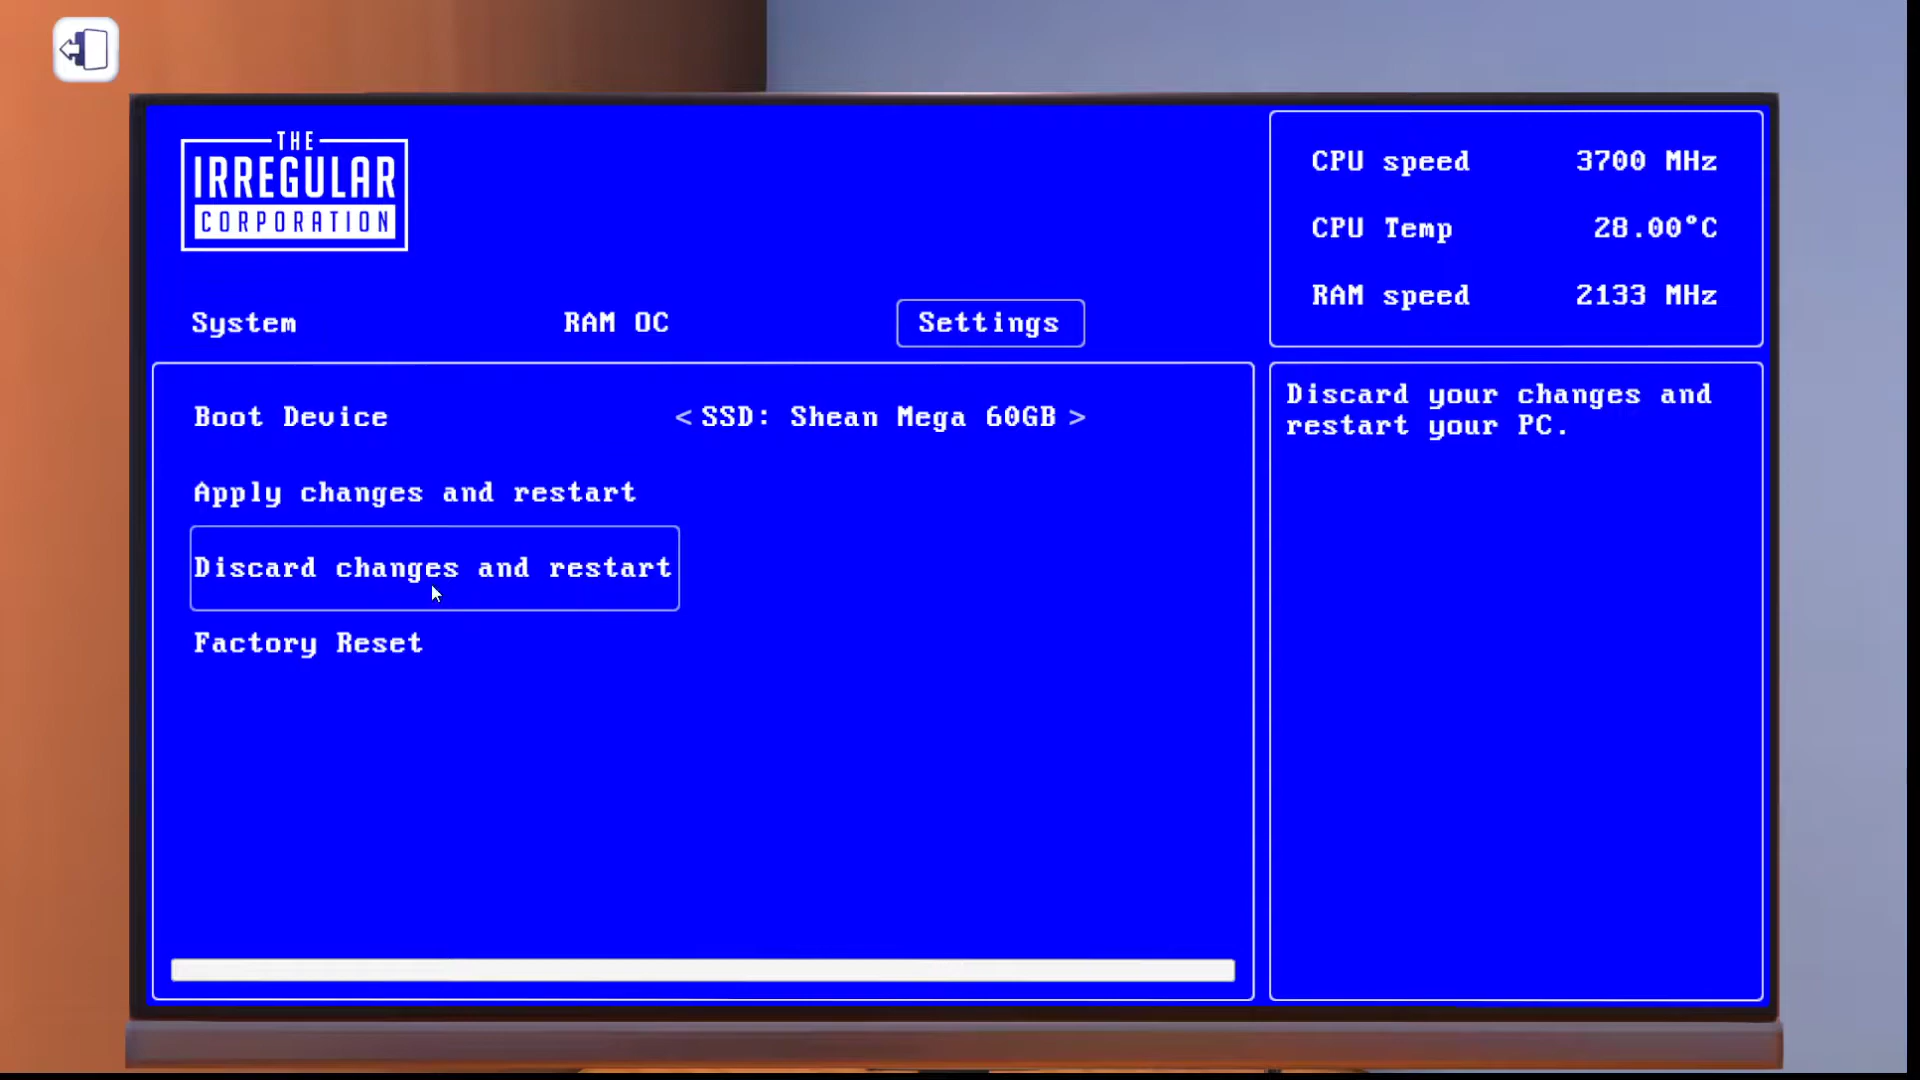 THE
IRREGULAR
CORPORATION
CPU speed 3700 MHz
CPU Temp 28.00°C
RAM speed 2133 MHz
System RAM OC Settings
Boot Device < SSD: Shean Mega 60GB >
Apply changes and restart
Discard changes and restart
Factory Reset
Discard your changes and
restart your PC.